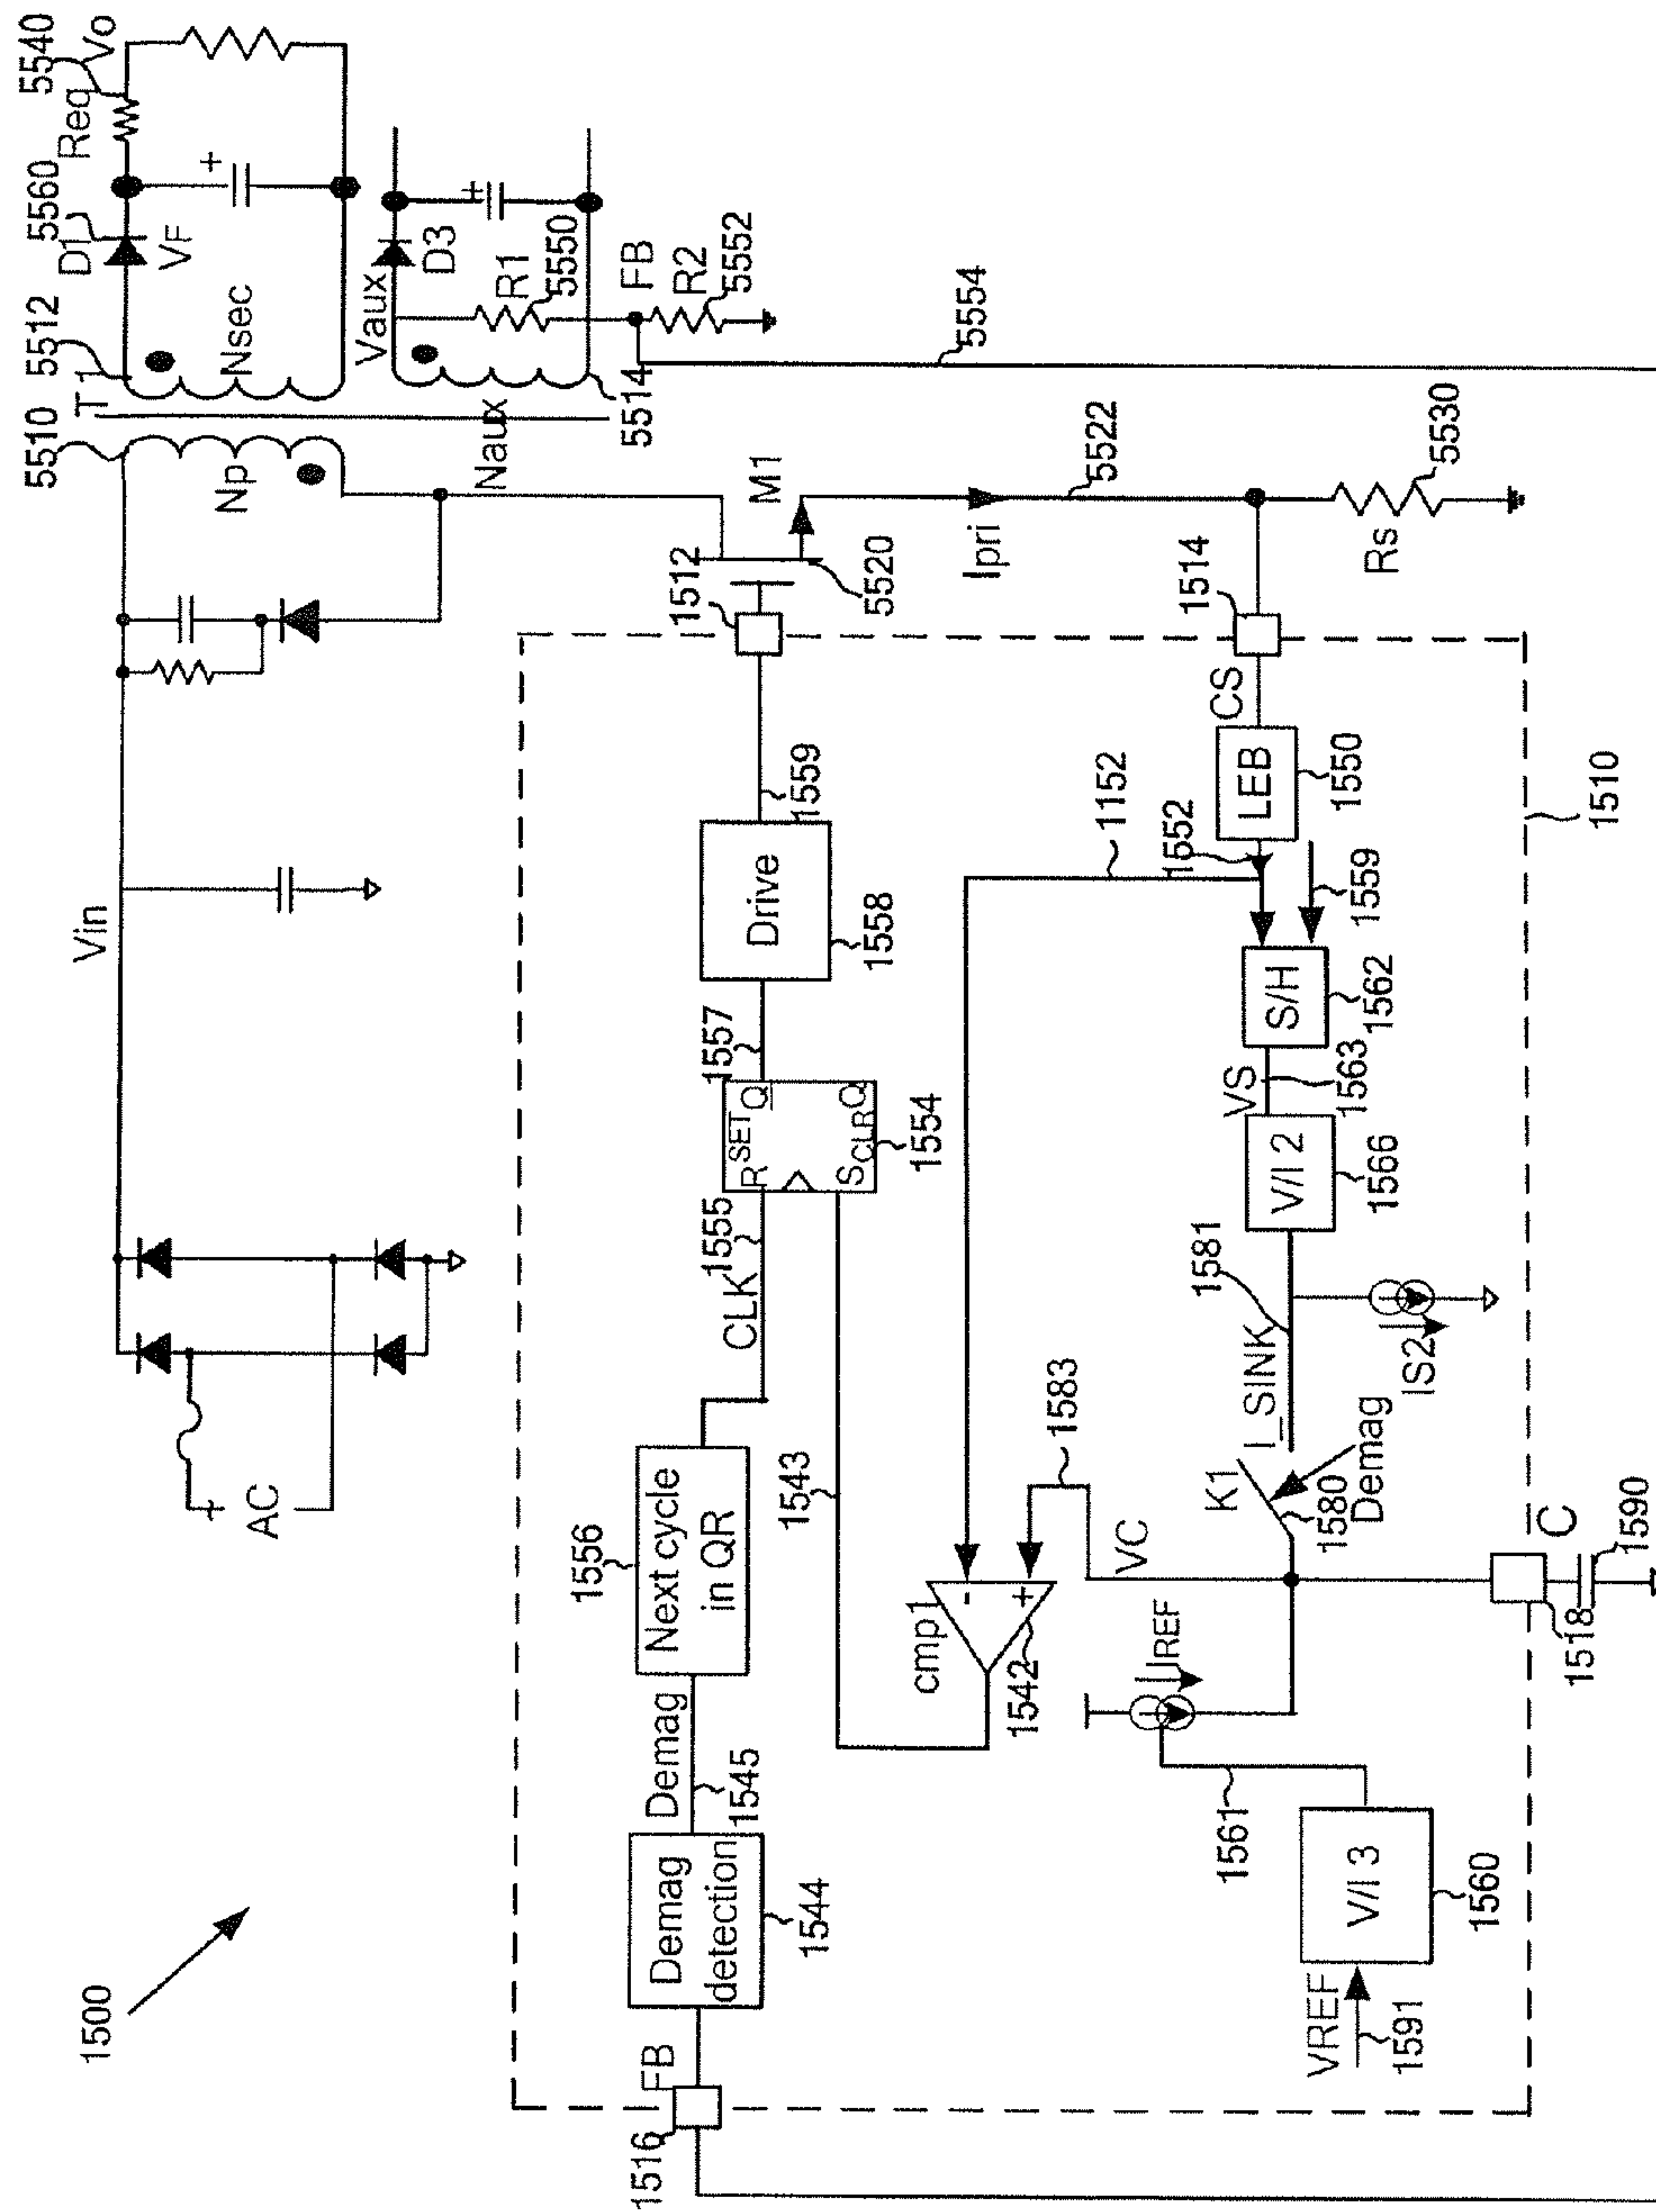 1500
AC
Vin
5510
T1
5512
D1
5560
Req
5540
Vo
VF
Np
Nsec
Vaux
D3
R1
5550
FB
R2
5552
Naux
5514
5554
M1
5520
Ipri
5522
Rs
5530
1512
1514
1516
FB
Demag
detection
1544
Demag
1545
1556
Next cycle
in QR
CLK
1555
R SET Q
S CLR Q
1554
1557
Drive
1558
1559
1543
cmp1
-
+
1542
1583
VC
1152
1552
CS
LEB
1550
1559
S/H
1562
VS
1563
V/I 2
1566
1581
I_SINK
IS2
K1
1580
Demag
IREF
1561
V/I 3
1560
VREF
1591
1518
C
1590
1510